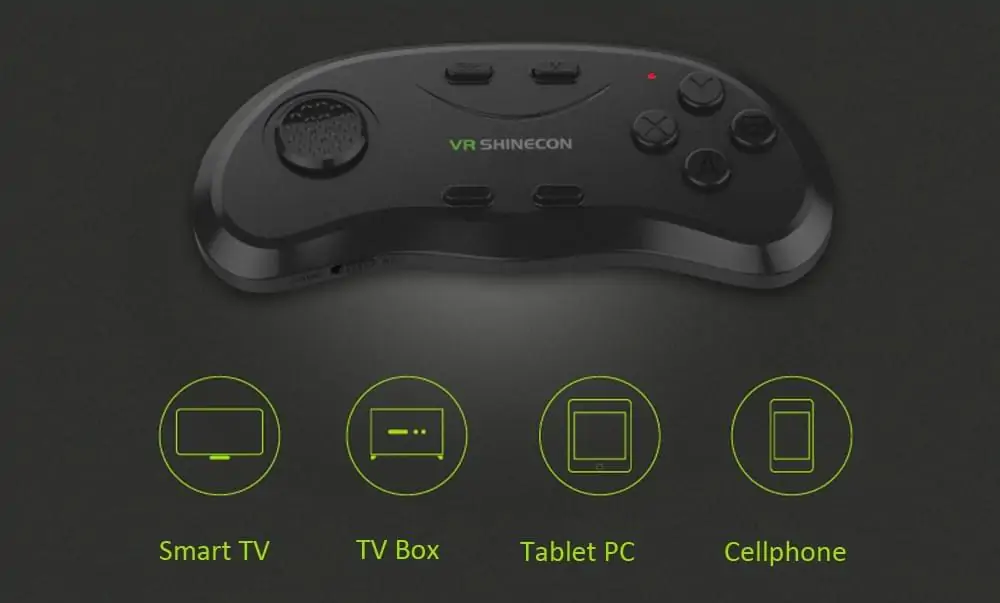 VR SHINECON
Y
X
A
Smart TV
TV Box
Tablet PC
Cellphone